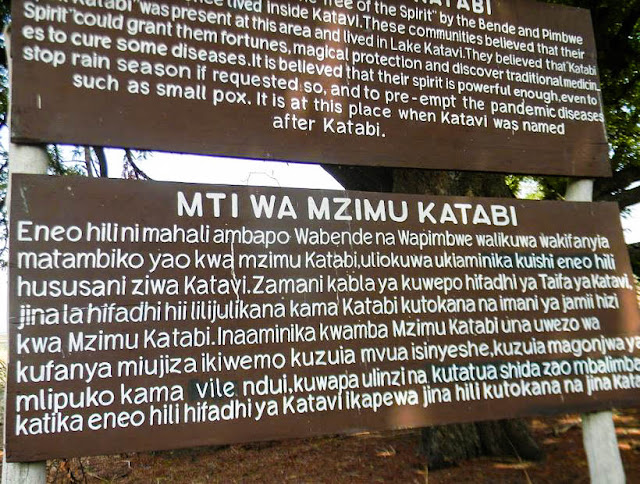 KATABI
Tree of the Spirit" by the Bende and Pimbwe
lived inside Katavi.These communities believed that their
Katabi "was present at this area and lived in Lake Katavi.They believed that"Katabi
Spirit"could grant them fortunes, magical protection and discover traditional medicin
es to cure some diseases.It is believed that their spirit is powerful enough,even to
stop rain season if requested so, and to pre-empt the pandemic diseases
such as small pox. It is at this place when Katavi was named
after Katabi.
MTI WA MZIMU KATABI
Eneo hili ni mahali ambapo Wabende na Wapimbwe walikuwa wakifanyia
matambiko yao kwa mzimu Katabi,uliokuwa ukiaminika kuishi eneo hili
hususani ziwa Katavi.Zamani kabla ya kuwepo hifadhi ya Taifa ya Katavi,
jina la hifadhi hii lilijulikana kama Katabi kutokana na imani ya jamii hizi
kwa Mzimu Katabi.Inaaminika kwamba Mzimu Katabi una uwezo wa
kufanya miujiza ikiwemo kuzuia mvua isinyeshe,kuzuia magonjwa ya
mlipuko kama vile ndui,kuwapa ulinzi na kutatua shida zao mbalimba
katika eneo hili hifadhi ya Katavi ikapewa jina hili kutokana na jina Kata